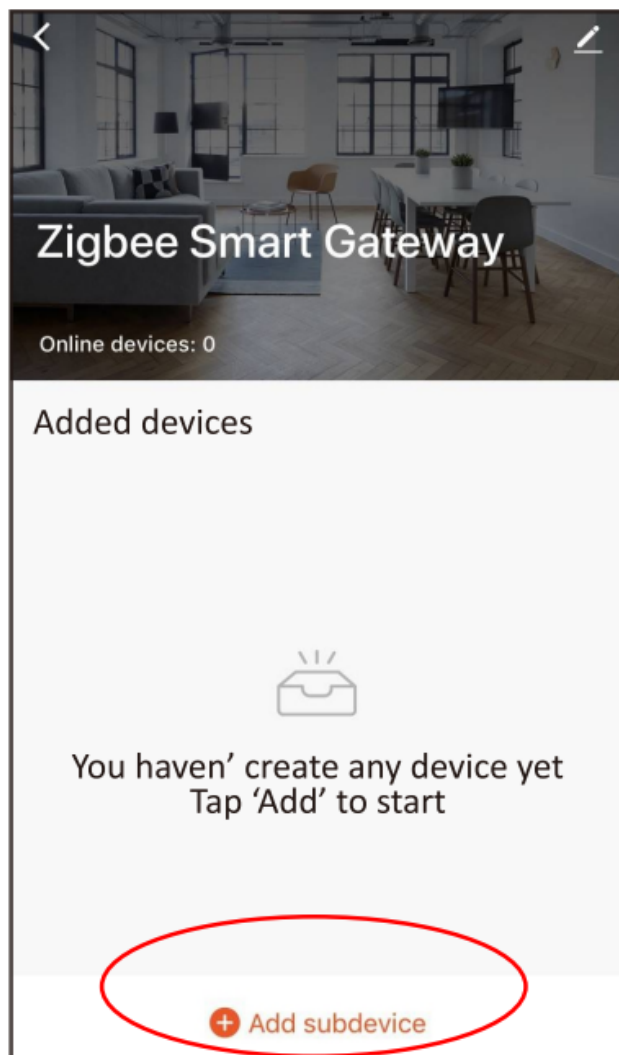 Zigbee Smart Gateway
Online devices: 0
Added devices
You haven’ create any device yet
Tap ‘Add’ to start
Add subdevice